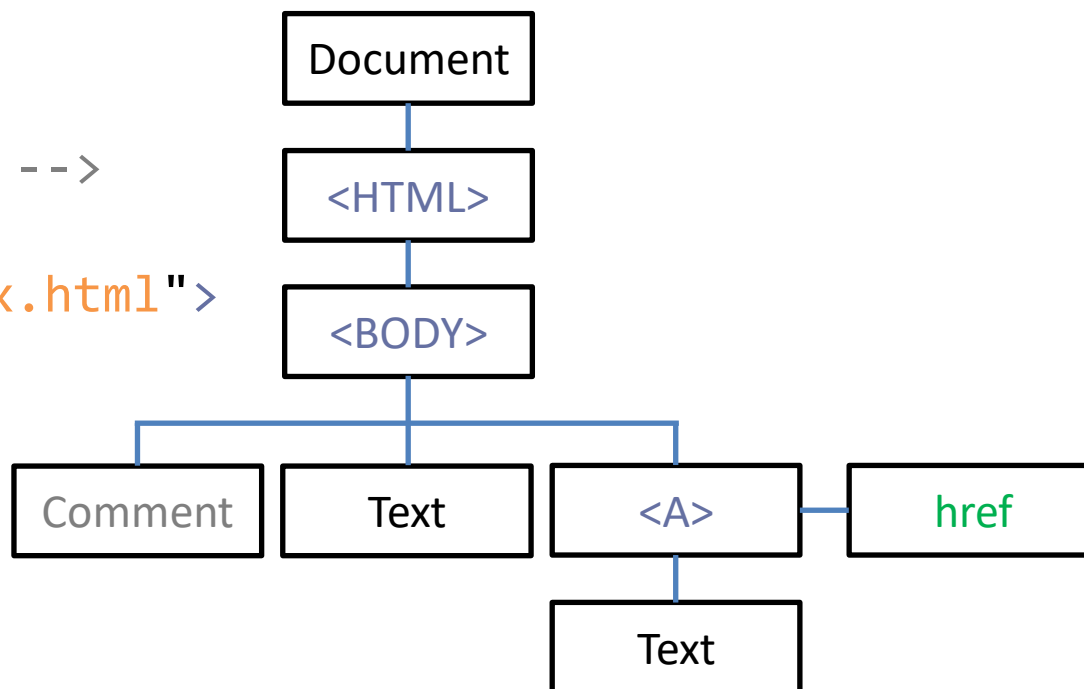 Document
-->
<HTML>
x.html">
<BODY>
Comment
Text
<A>
href
Text